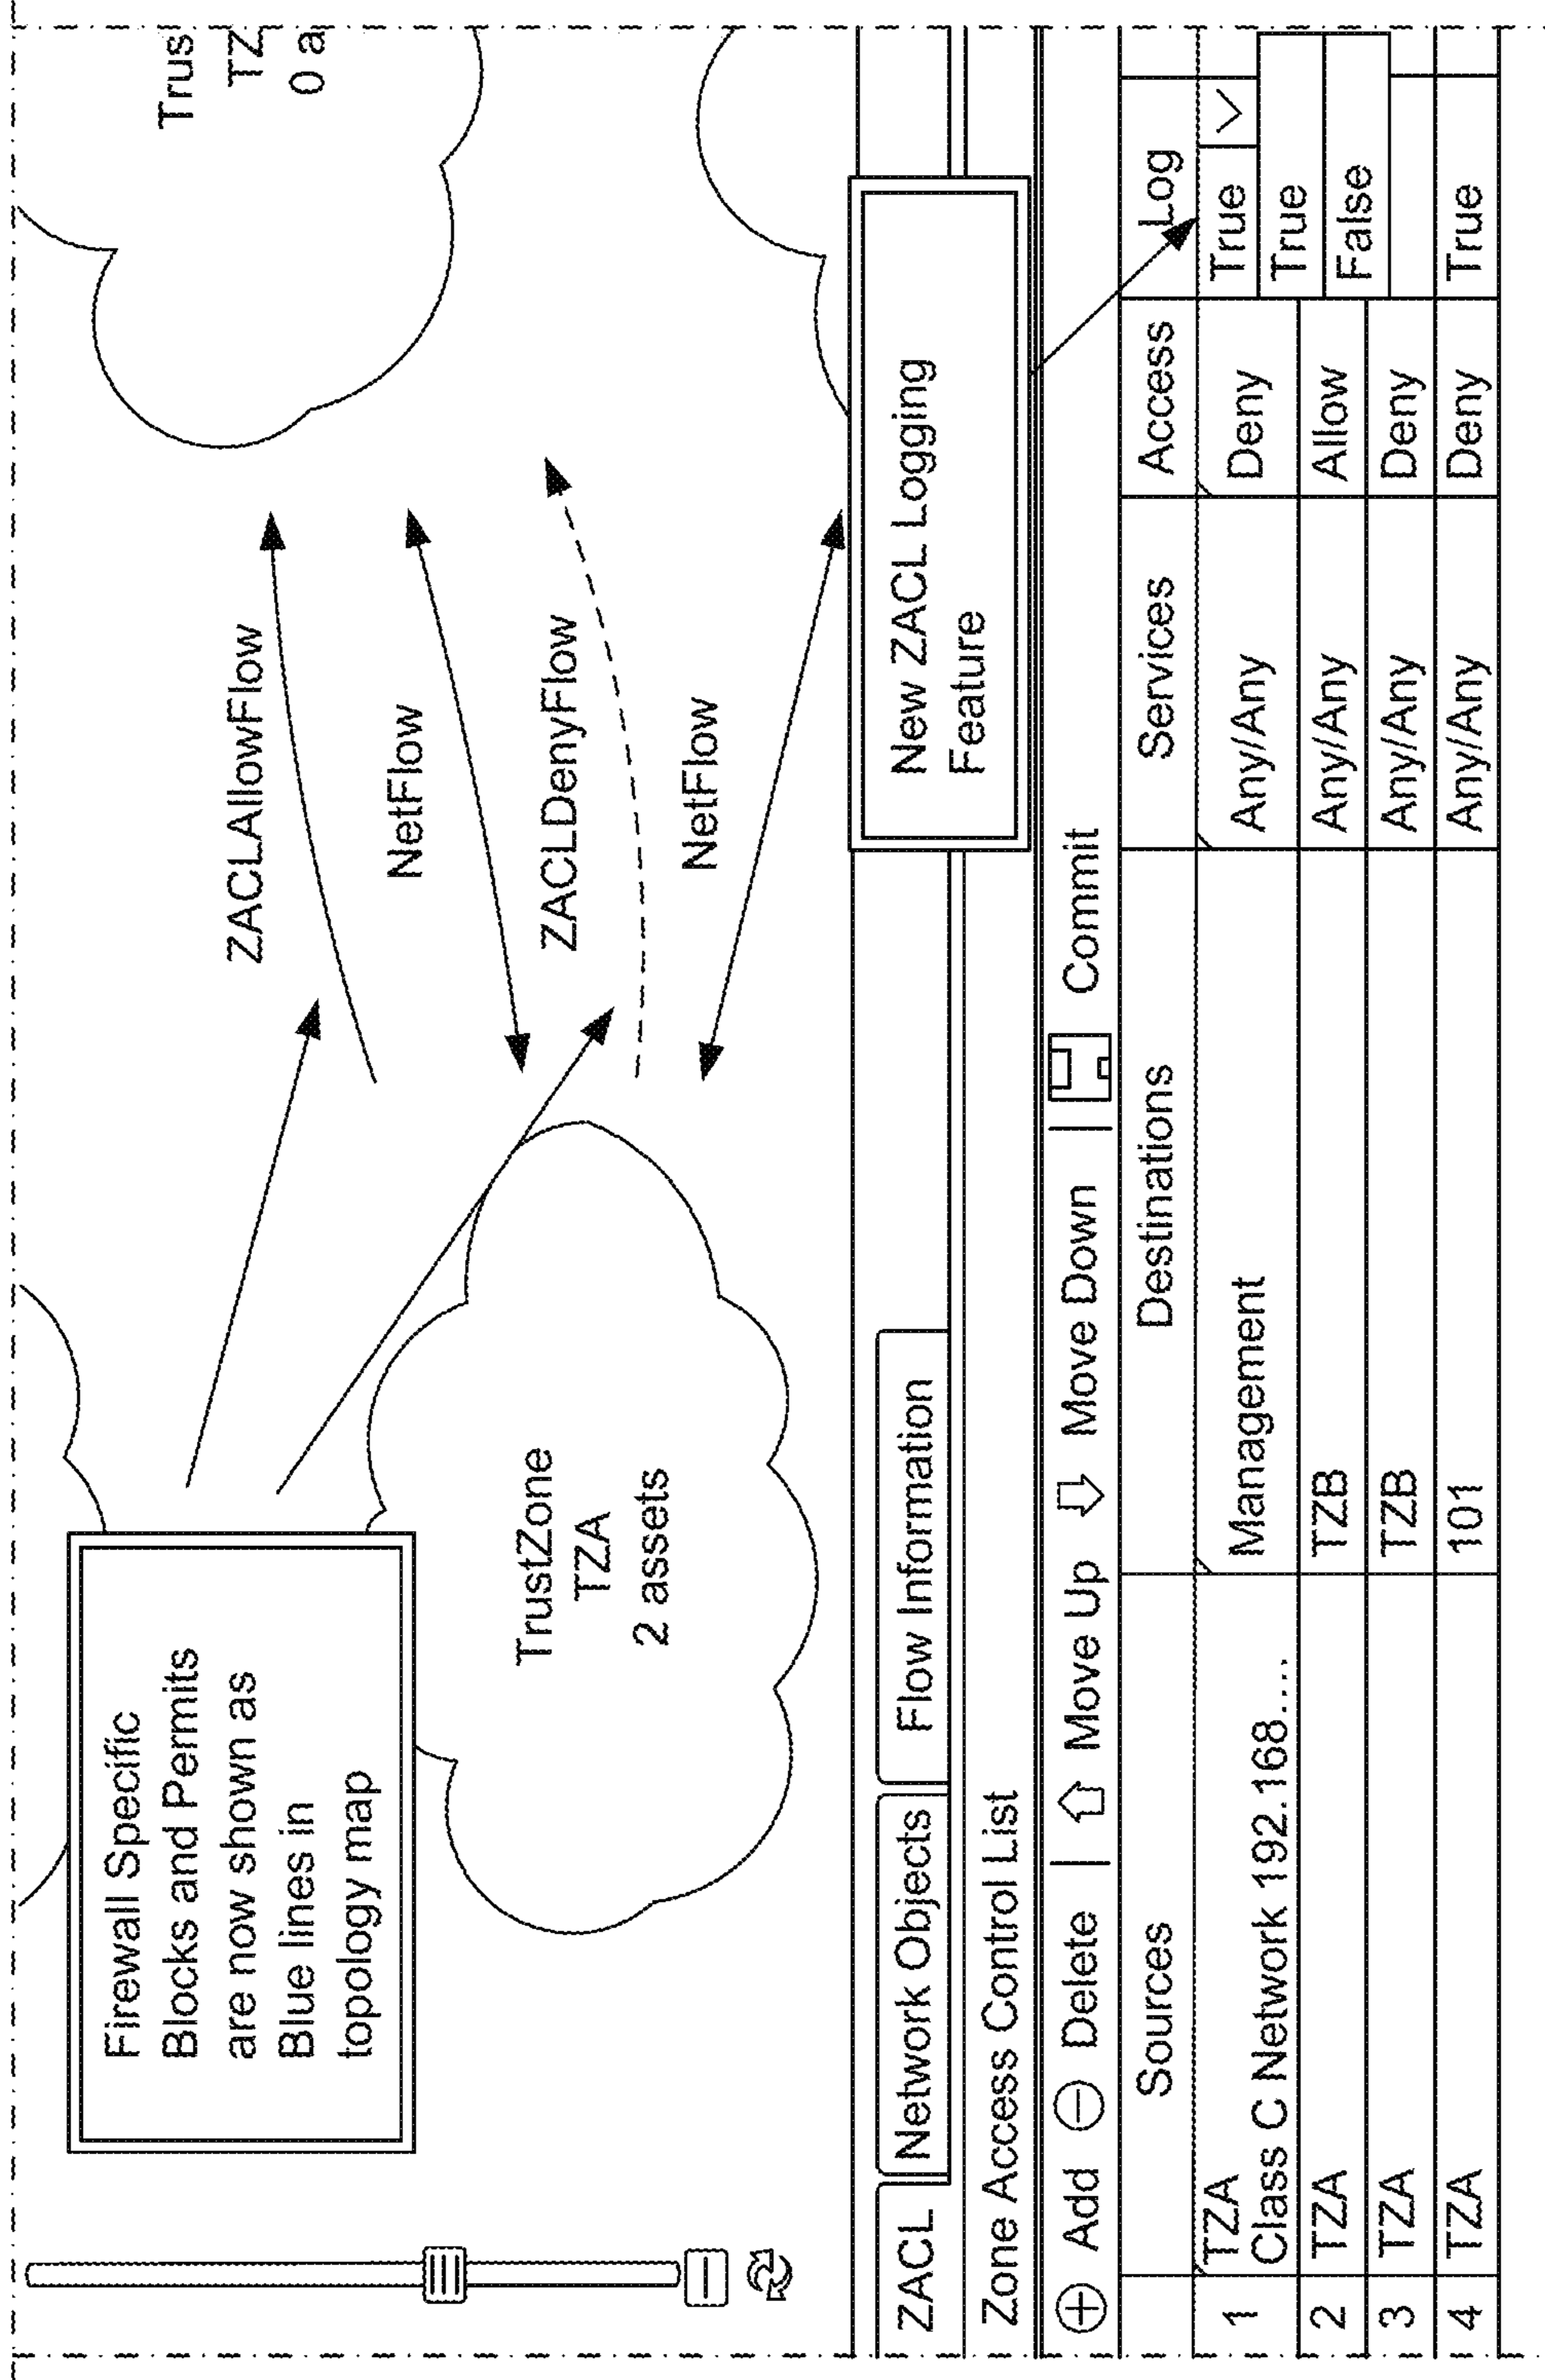 Firewall Specific
Blocks and Permits
are now shown as
Blue lines in
topology map
ZACLAllowFlow
NetFlow
ZACLDenyFlow
NetFlow
Trus
TZ
0 a
TrustZone
TZA
2 assets
New ZACL Logging
Feature
ZACL Network Objects Flow Information
Zone Access Control List
Add Delete | Move Up Move Down | Commit
Sources Destinations Services Access Log
1 TZA Management Any/Any Deny True
Class C Network 192.168....
True
2 TZA TZB Any/Any Allow False
3 TZA TZB Any/Any Deny
4 TZA 101 Any/Any Deny True